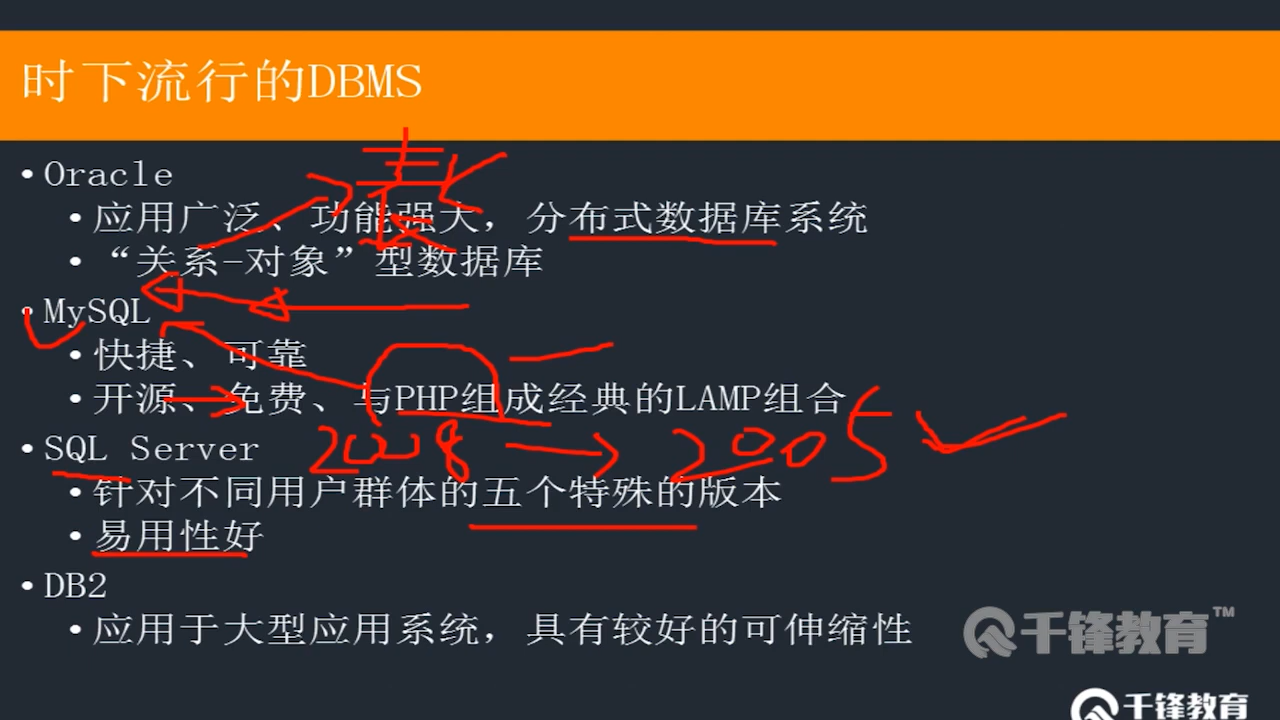 时下流行的DBMS
• Oracle
• 应用广泛、功能强大，分布式数据库系统
• “关系-对象”型数据库
表
• MySQL
• 快捷、可靠
• 开源、免费、与PHP组成经典的LAMP组合
2008 → 2005
• SQL Server
• 针对不同用户群体的五个特殊的版本
• 易用性好
• DB2
• 应用于大型应用系统，具有较好的可伸缩性
千锋教育™
千锋教育